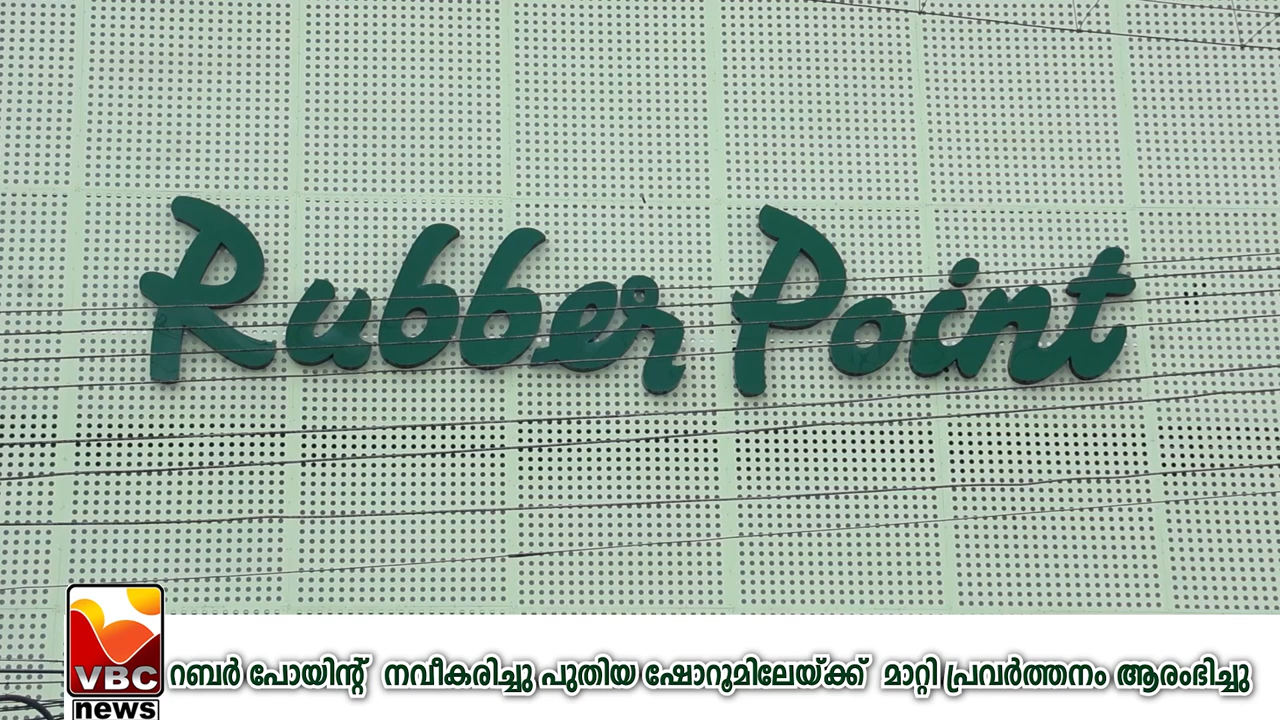 Rubber Point
VBC
news
റബർ പോയിന്റ് നവീകരിച്ചു പുതിയ ഷോറൂമിലേയ്ക്ക് മാറ്റി പ്രവർത്തനം ആരംഭിച്ചു